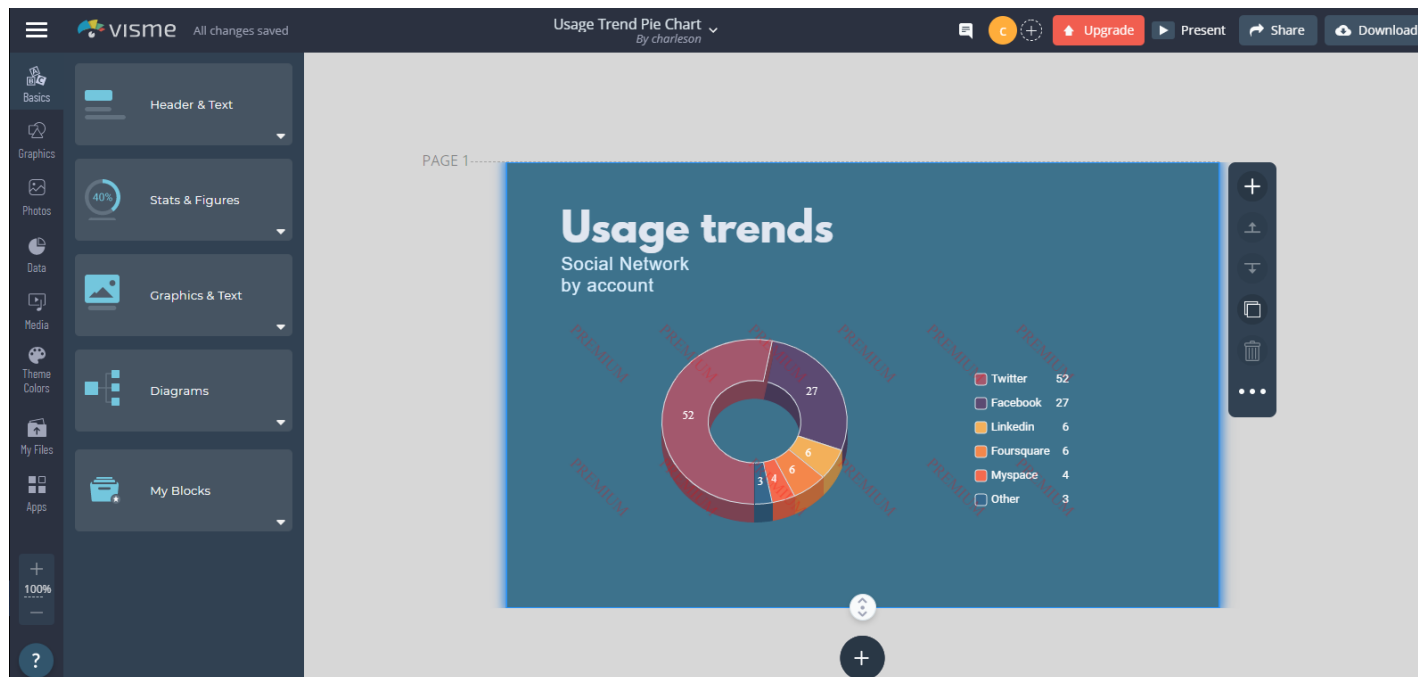 visme All changes saved
Usage Trend Pie Chart
By charleson
C
Upgrade
Present
Share
Download
Basics
Graphics
Photos
Data
Media
Theme
Colors
My Files
Apps
100%
?
Header & Text
40%
Stats & Figures
Graphics & Text
Diagrams
My Blocks
PAGE 1
Usage trends
Social Network
by account
PREMIUM PREMIUM PREMIUM PREMIUM PREMIUM PREMIUM
52
27
6
6
4
3
Twitter 52
Facebook 27
Linkedin 6
Foursquare 6
Myspace 4
Other 3
PREMIUM PREMIUM PREMIUM PREMIUM PREMIUM PREMIUM